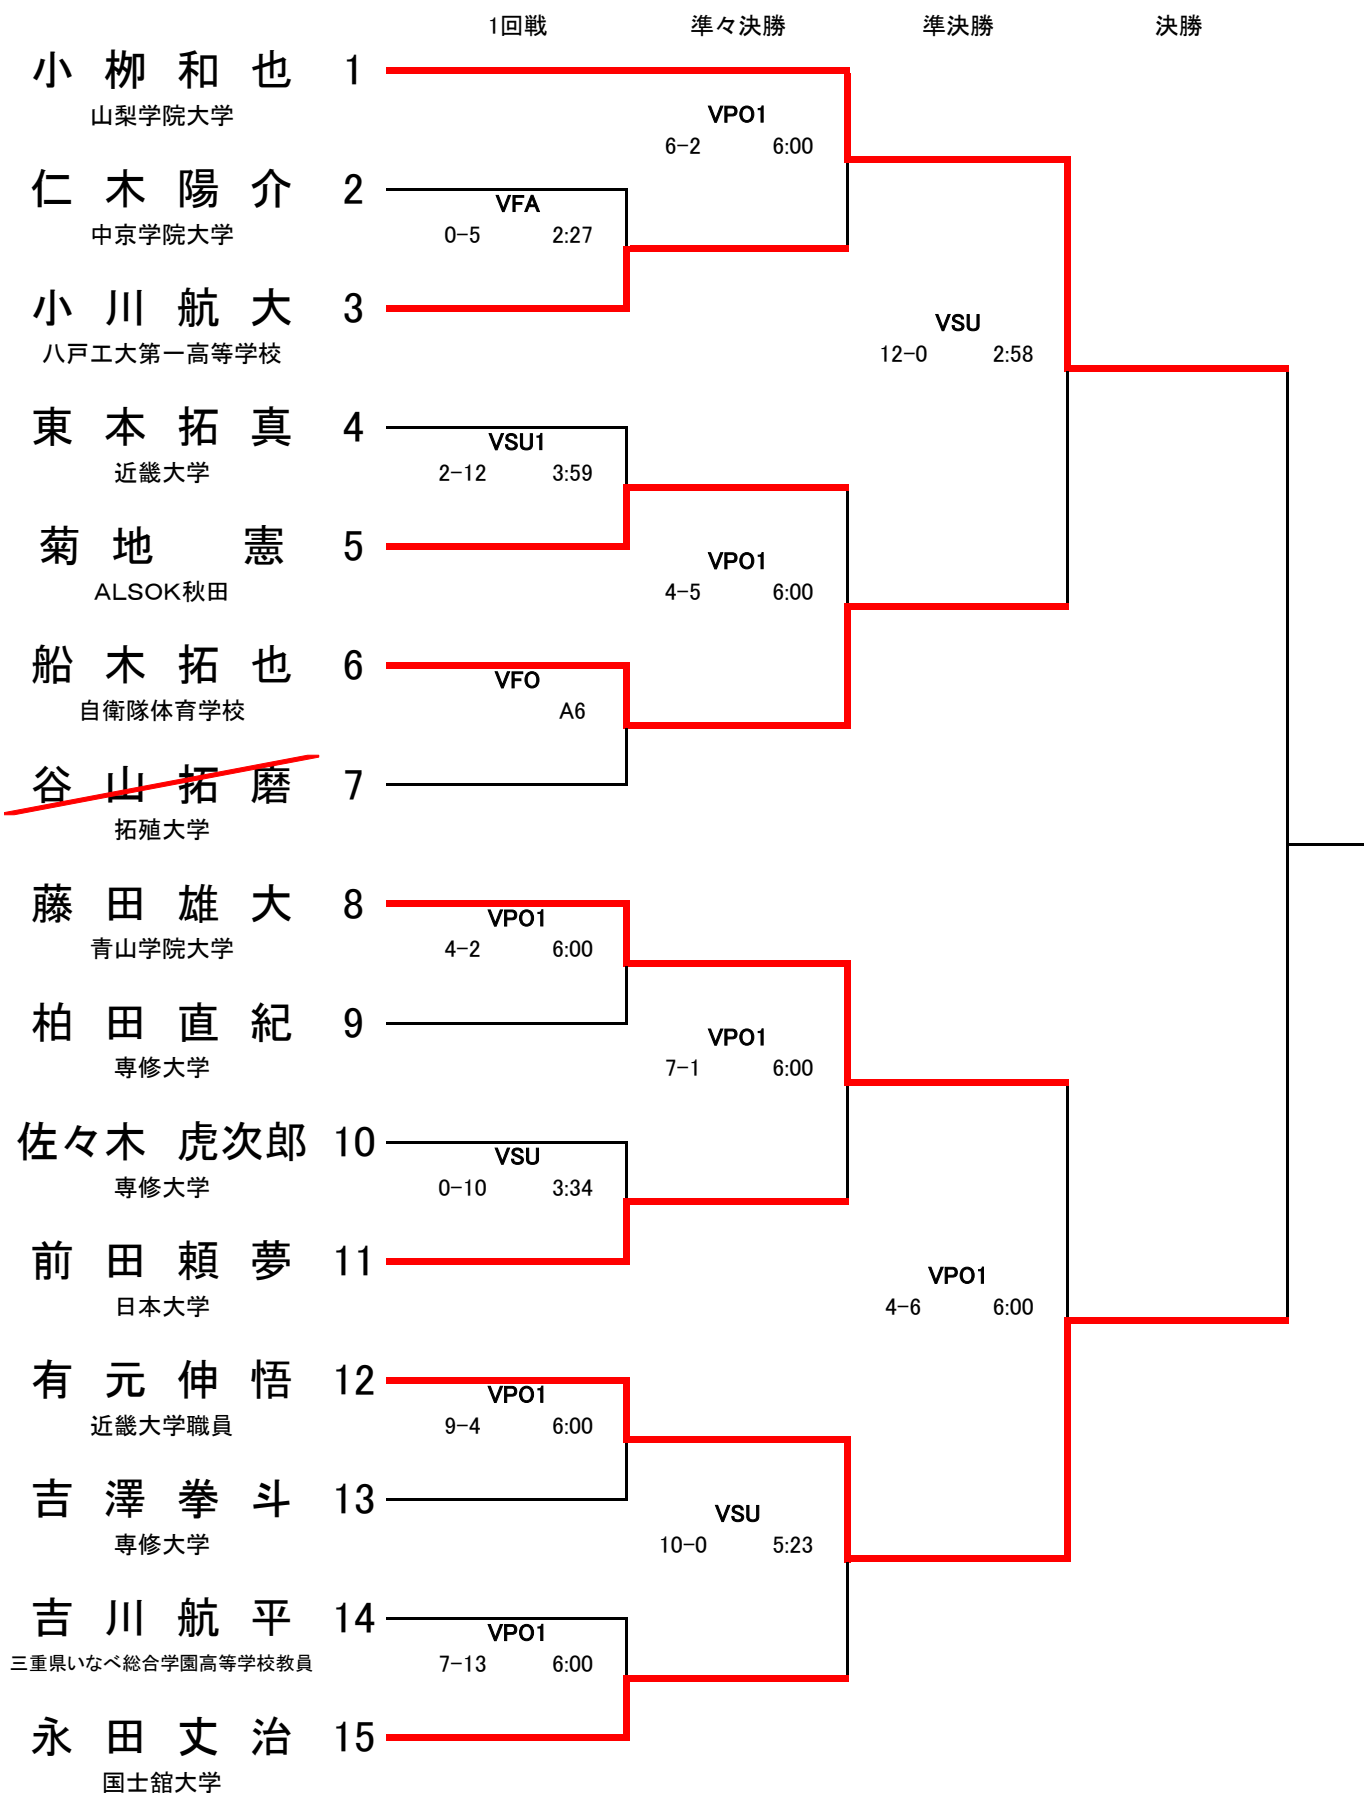 1回戦 準々決勝 準決勝 決勝
小 栁 和 也 1
山梨学院大学
VPO1
6-2 6:00
仁 木 陽 介 2
中京学院大学
VFA
0-5 2:27
小 川 航 大 3
八戸工大第一高等学校
VSU
12-0 2:58
東 本 拓 真 4
近畿大学
VSU1
2-12 3:59
菊 地 憲 5
ALSOK秋田
VPO1
4-5 6:00
船 木 拓 也 6
自衛隊体育学校
VFO
A6
谷 山 拓 磨 7
拓殖大学
藤 田 雄 大 8
青山学院大学
VPO1
4-2 6:00
柏 田 直 紀 9
専修大学
VPO1
7-1 6:00
佐々木 虎次郎 10
専修大学
VSU
0-10 3:34
前 田 頼 夢 11
日本大学
VPO1
4-6 6:00
有 元 伸 悟 12
近畿大学職員
VPO1
9-4 6:00
吉 澤 拳 斗 13
専修大学
VSU
10-0 5:23
吉 川 航 平 14
三重県いなべ総合学園高等学校教員
VPO1
7-13 6:00
永 田 丈 治 15
国士舘大学